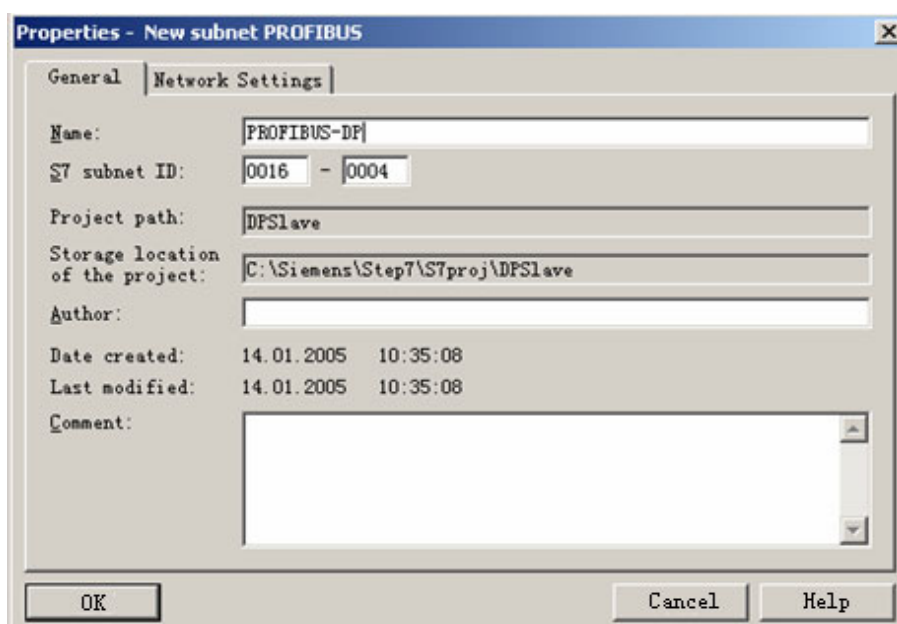 Properties - New subnet PROFIBUS
General Network Settings
Name: PROFIBUS-DP
S7 subnet ID: 0016 - 0004
Project path: DPSlave
Storage location
of the project: C:\Siemens\Step7\S7proj\DPSlave
Author:
Date created: 14.01.2005 10:35:08
Last modified: 14.01.2005 10:35:08
Comment:
OK Cancel Help